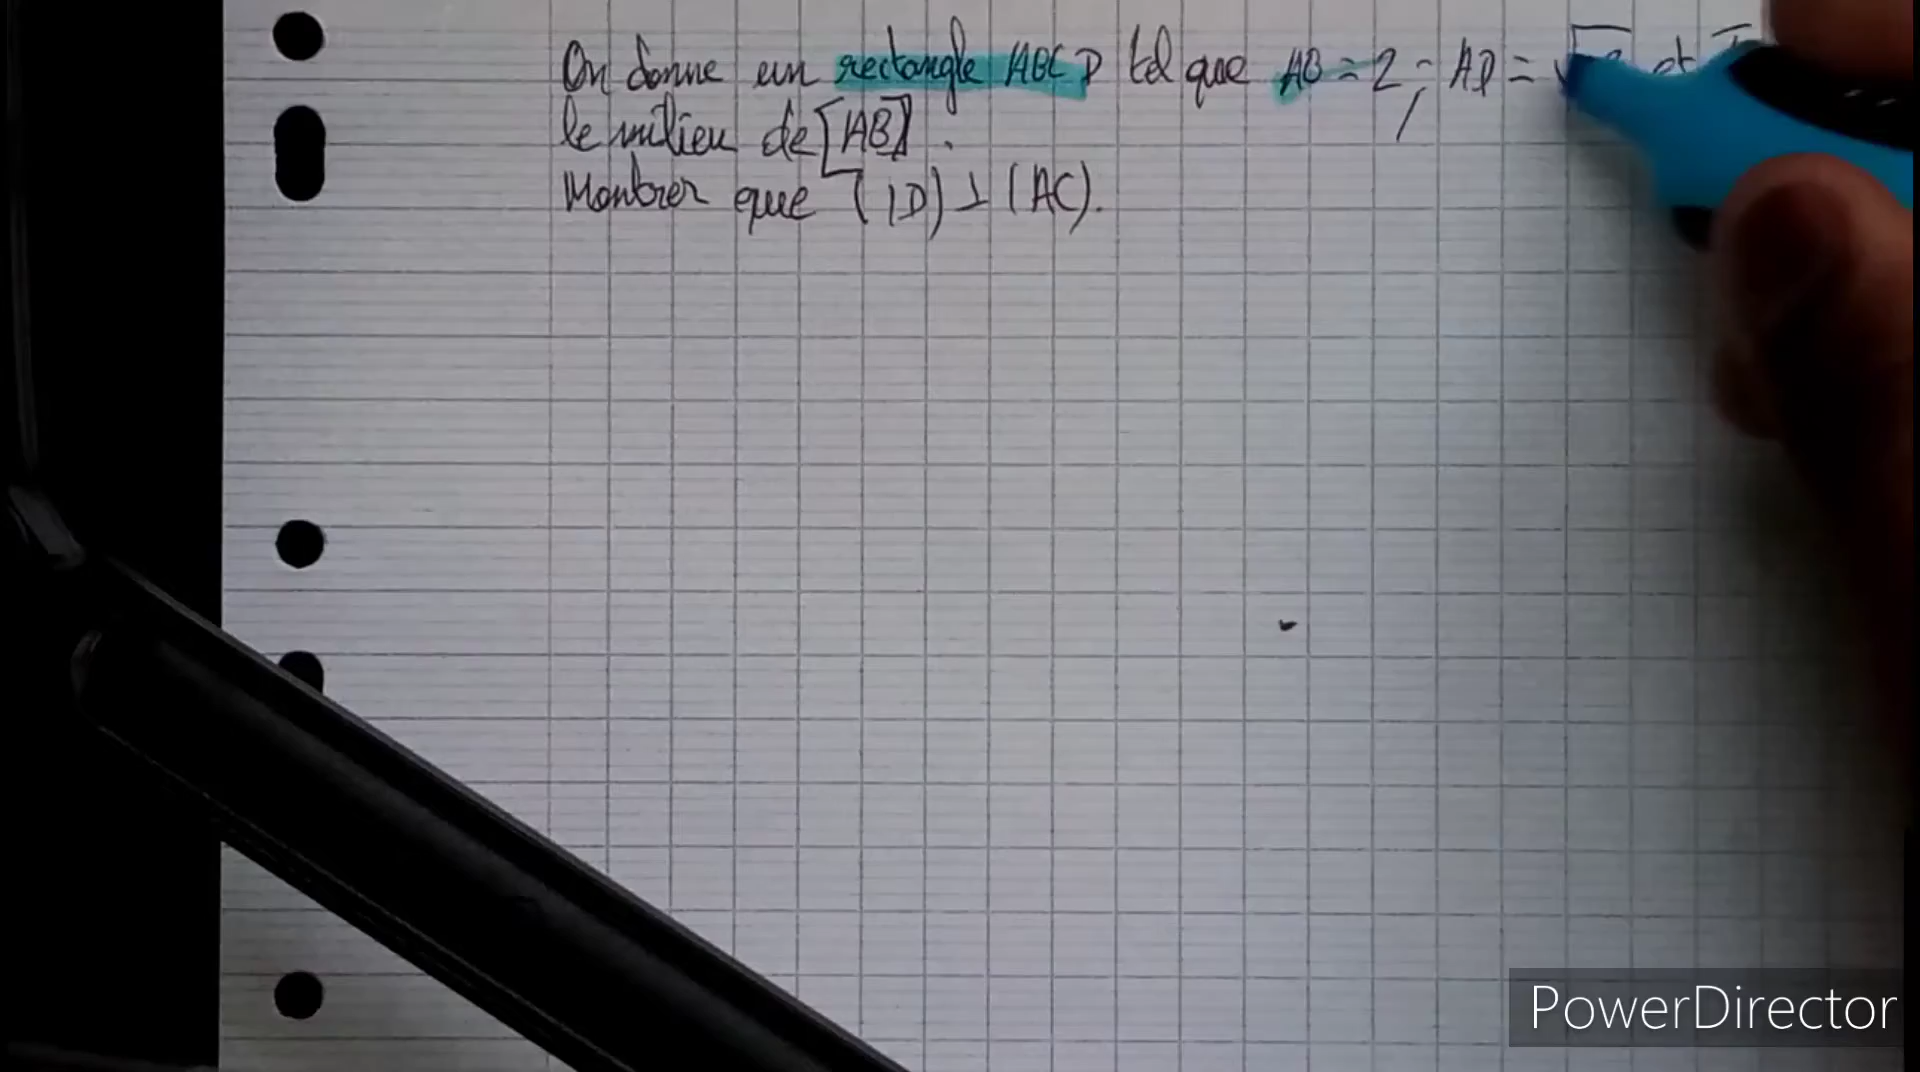 On donne un rectangle ABCD tel que AB = 2 ; AD = et
le milieu de [AB] .
Montrer que (ID) ⊥ (AC).
PowerDirector